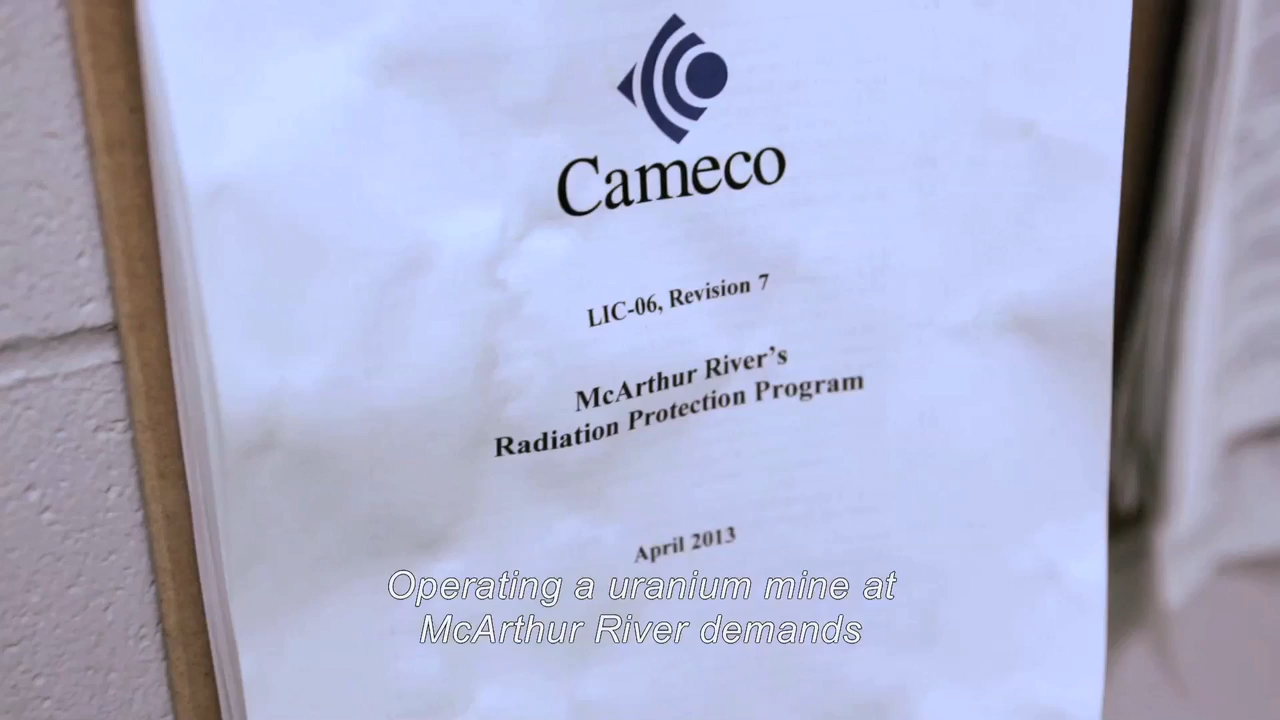 Cameco
LIC-06, Revision 7
McArthur River's
Radiation Protection Program
April 2013
Operating a uranium mine at
McArthur River demands